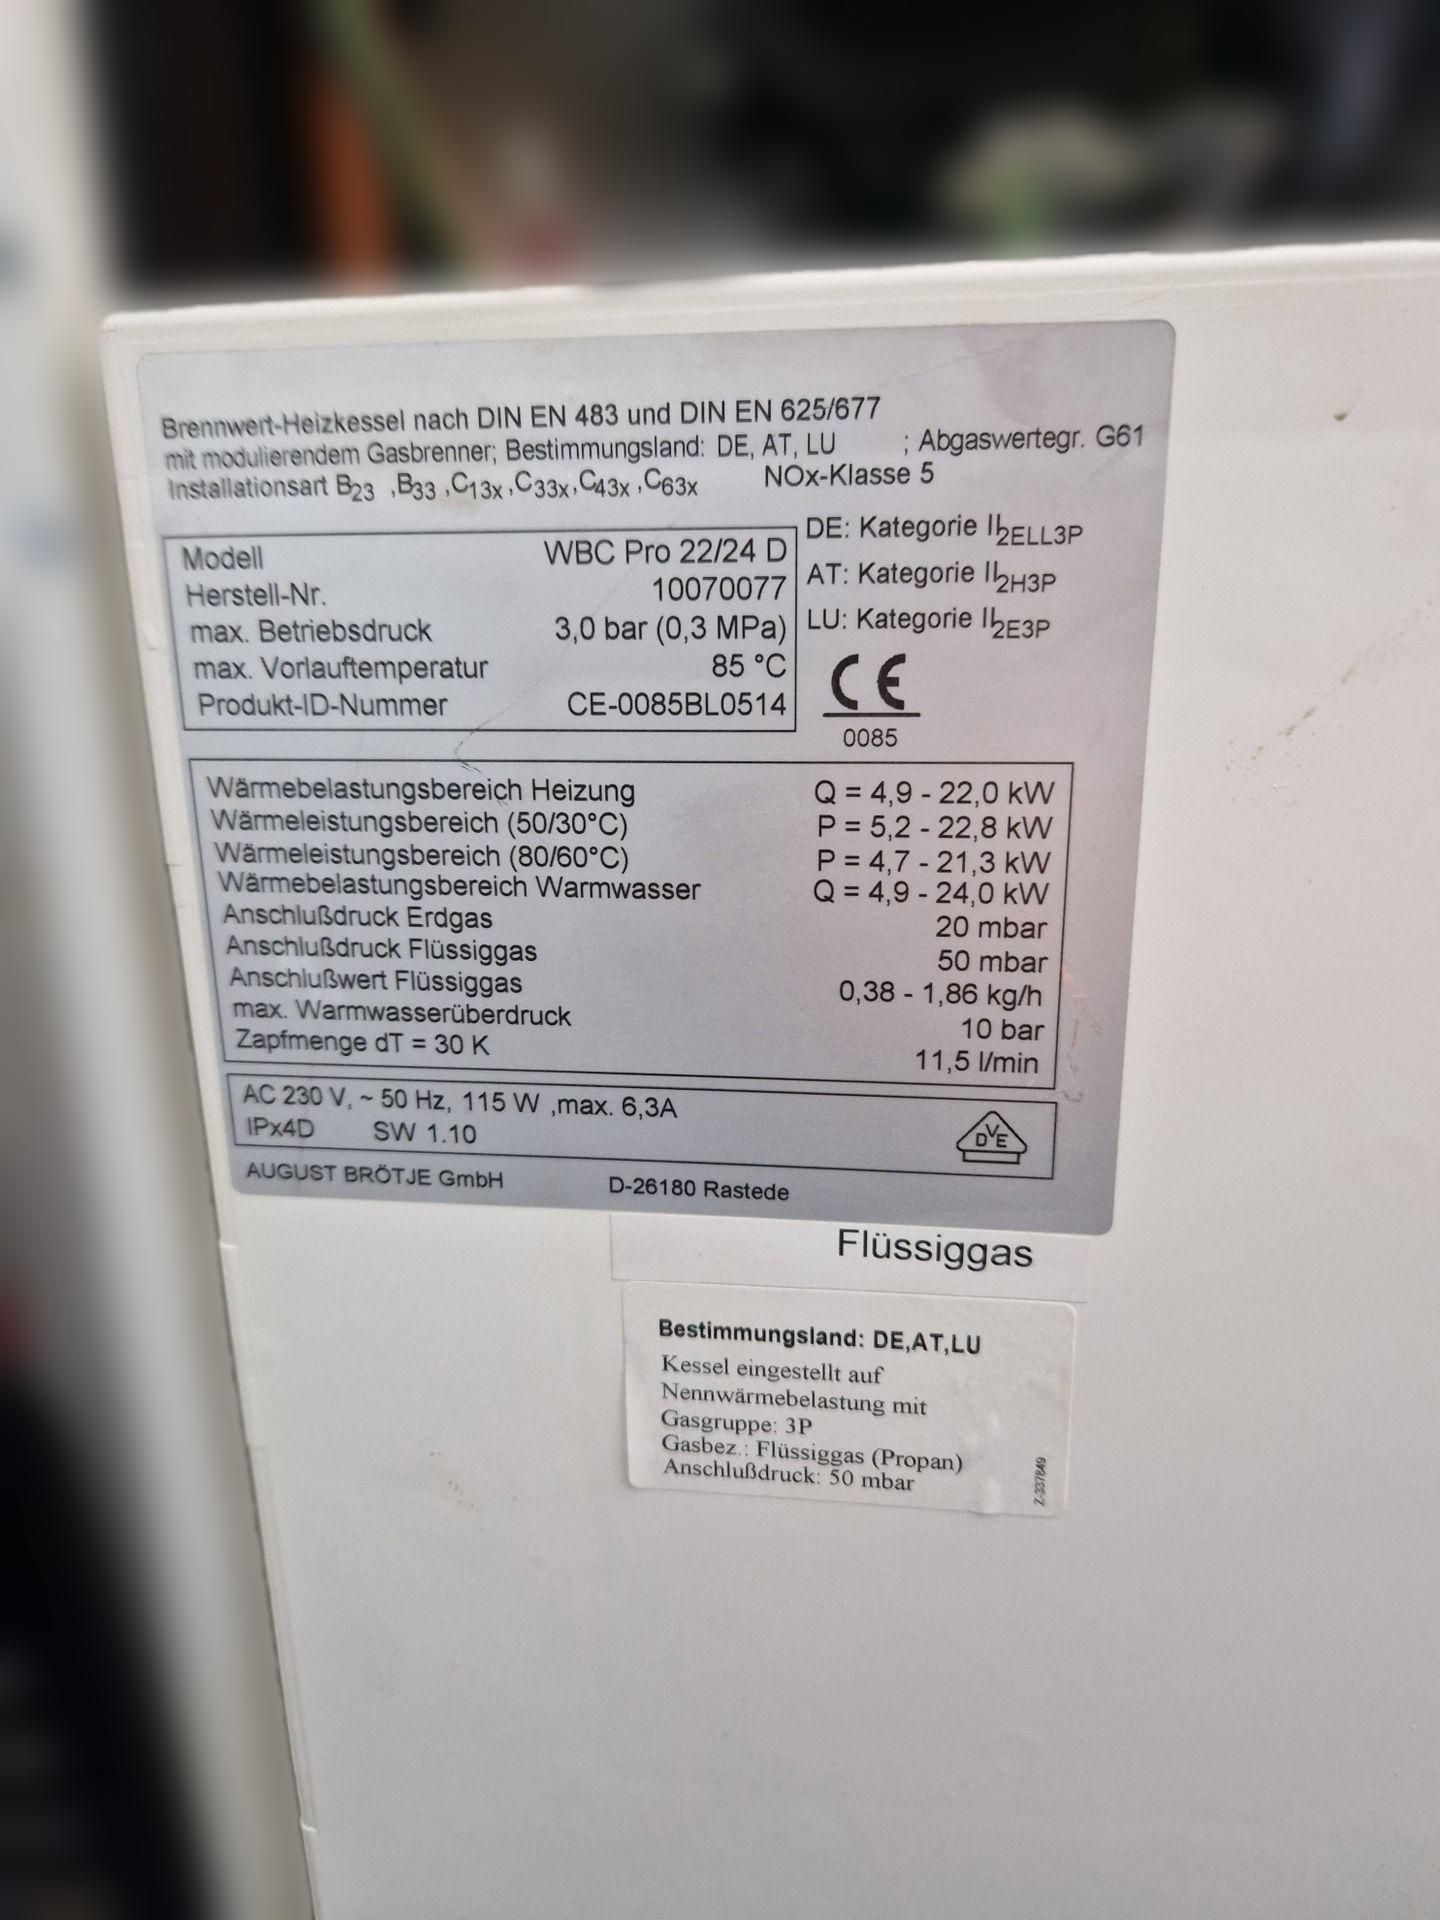 Brennwert-Heizkessel nach DIN EN 483 und DIN EN 625/677
mit modulierendem Gasbrenner; Bestimmungsland: DE, AT, LU ; Abgaswertegr. G61
Installationsart B23 ,B33 ,C13x,C33x,C43x,C63x NOx-Klasse 5
Modell WBC Pro 22/24 D
Herstell-Nr. 10070077
max. Betriebsdruck 3,0 bar (0,3 MPa)
max. Vorlauftemperatur 85 °C
Produkt-ID-Nummer CE-0085BL0514
DE: Kategorie II2ELL3P
AT: Kategorie II2H3P
LU: Kategorie II2E3P
CE
0085
Wärmebelastungsbereich Heizung Q = 4,9 - 22,0 kW
Wärmeleistungsbereich (50/30°C) P = 5,2 - 22,8 kW
Wärmeleistungsbereich (80/60°C) P = 4,7 - 21,3 kW
Wärmebelastungsbereich Warmwasser Q = 4,9 - 24,0 kW
Anschlußdruck Erdgas 20 mbar
Anschlußdruck Flüssiggas 50 mbar
Anschlußwert Flüssiggas 0,38 - 1,86 kg/h
max. Warmwasserüberdruck 10 bar
Zapfmenge dT = 30 K 11,5 l/min
AC 230 V, ~ 50 Hz, 115 W ,max. 6,3A
IPx4D SW 1.10
DVE
AUGUST BRÖTJE GmbH D-26180 Rastede
Flüssiggas
Bestimmungsland: DE,AT,LU
Kessel eingestellt auf
Nennwärmebelastung mit
Gasgruppe: 3P
Gasbez.: Flüssiggas (Propan)
Anschlußdruck: 50 mbar
Z-337849